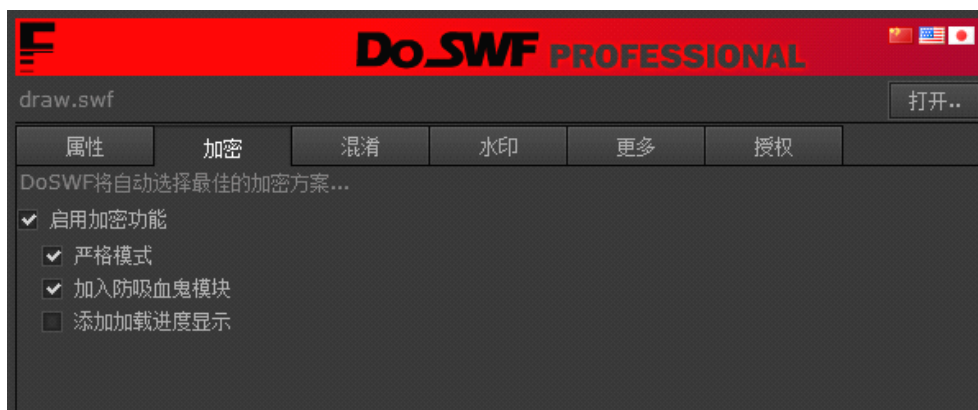 DoSWF PROFESSIONAL
draw.swf 打开..
属性 加密 混淆 水印 更多 授权
DoSWF将自动选择最佳的加密方案...
启用加密功能
严格模式
加入防吸血鬼模块
添加加载进度显示